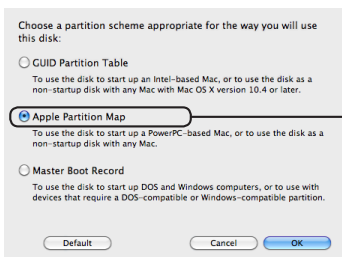 Choose a partition scheme appropriate for the way you will use
this disk:
GUID Partition Table
To use the disk to start up an Intel-based Mac, or to use the disk as a
non-startup disk with any Mac with Mac OS X version 10.4 or later.
Apple Partition Map
To use the disk to start up a PowerPC-based Mac, or to use the disk as a
non-startup disk with any Mac.
Master Boot Record
To use the disk to start up DOS and Windows computers, or to use with
devices that require a DOS-compatible or Windows-compatible partition.
Default Cancel OK